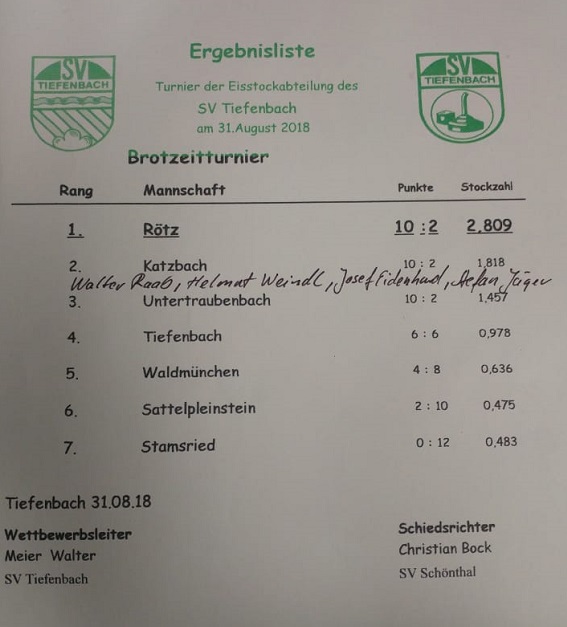 Ergebnisliste
SV
TIEFENBACH
SV
TIEFENBACH
Turnier der Eisstockabteilung des
SV Tiefenbach
am 31.August 2018
Brotzeitturnier
Rang Mannschaft Punkte Stockzahl
1. Rötz 10 : 2 2,809
2. Katzbach 10 : 2 1,818
Walter Raab, Helmut Weindl, Josef Eidenhard, Stefan Jäger
3. Untertraubenbach 10 : 2 1,457
4. Tiefenbach 6 : 6 0,978
5. Waldmünchen 4 : 8 0,636
6. Sattelpleinstein 2 : 10 0,475
7. Stamsried 0 : 12 0,483
Tiefenbach 31.08.18
Wettbewerbsleiter
Meier Walter
SV Tiefenbach
Schiedsrichter
Christian Bock
SV Schönthal